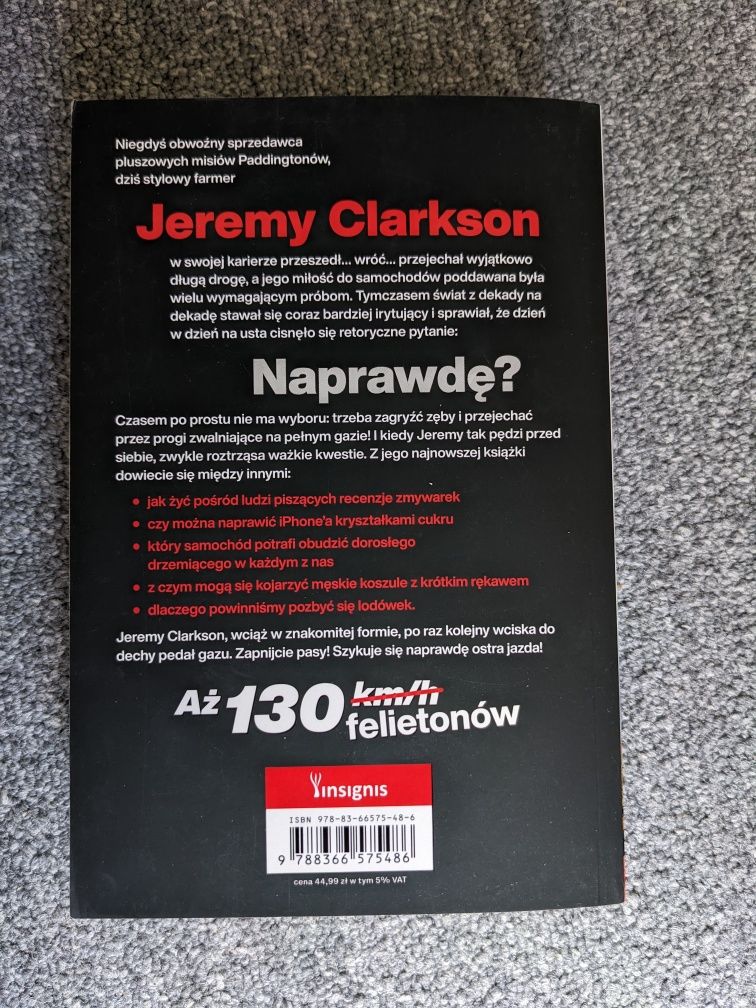 Niegdyś obwoźny sprzedawca
pluszowych misiów Paddingtonów,
dziś stylowy farmer
Jeremy Clarkson
w swojej karierze przeszedł... wróć... przejechał wyjątkowo
długą drogę, a jego miłość do samochodów poddawana była
wielu wymagającym próbom. Tymczasem świat z dekady na
dekadę stawał się coraz bardziej irytujący i sprawiał, że dzień
w dzień na usta cisnęło się retoryczne pytanie:
Naprawdę?
Czasem po prostu nie ma wyboru: trzeba zagryźć zęby i przejechać
przez progi zwalniające na pełnym gazie! I kiedy Jeremy tak pędzi przed
siebie, zwykle roztrząsa ważkie kwestie. Z jego najnowszej książki
dowiecie się między innymi:
• jak żyć pośród ludzi piszących recenzje zmywarek
• czy można naprawić iPhone'a kryształkami cukru
• który samochód potrafi obudzić dorosłego
drzemiącego w każdym z nas
• z czym mogą się kojarzyć męskie koszule z krótkim rękawem
• dlaczego powinniśmy pozbyć się lodówek.
Jeremy Clarkson, wciąż w znakomitej formie, po raz kolejny wciska do
dechy pedał gazu. Zapnijcie pasy! Szykuje się naprawdę ostra jazda!
Aż 130 km/h
felietonów
insignis
ISBN 978-83-66575-48-6
9 788366 575486
cena 44,99 zł w tym 5% VAT